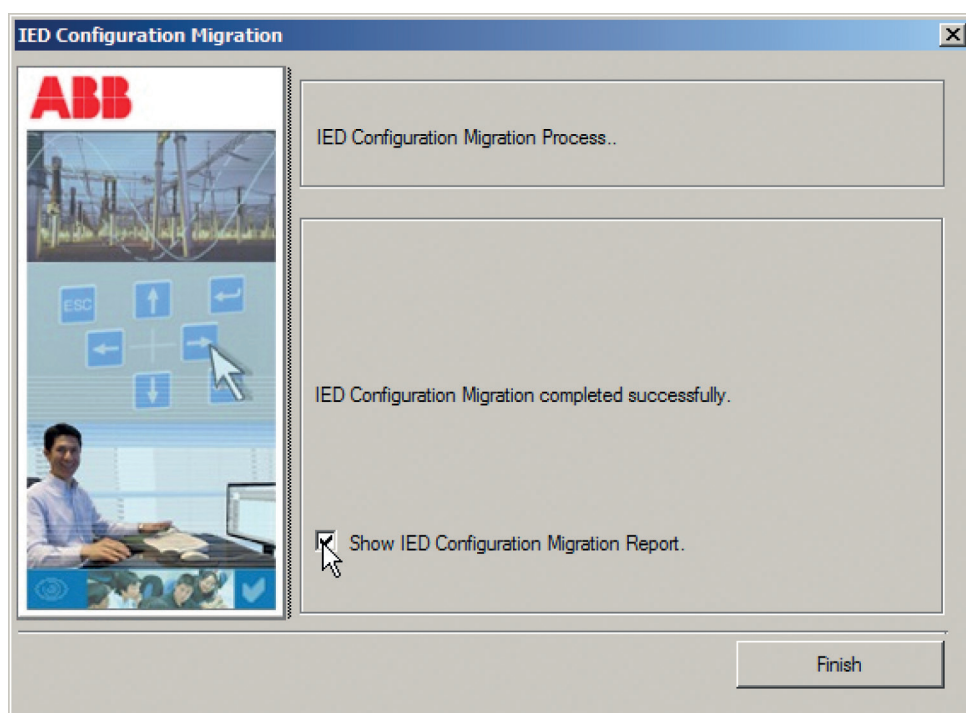 IED Configuration Migration
ABB
IED Configuration Migration Process..
ESC
IED Configuration Migration completed successfully.
Show IED Configuration Migration Report.
Finish